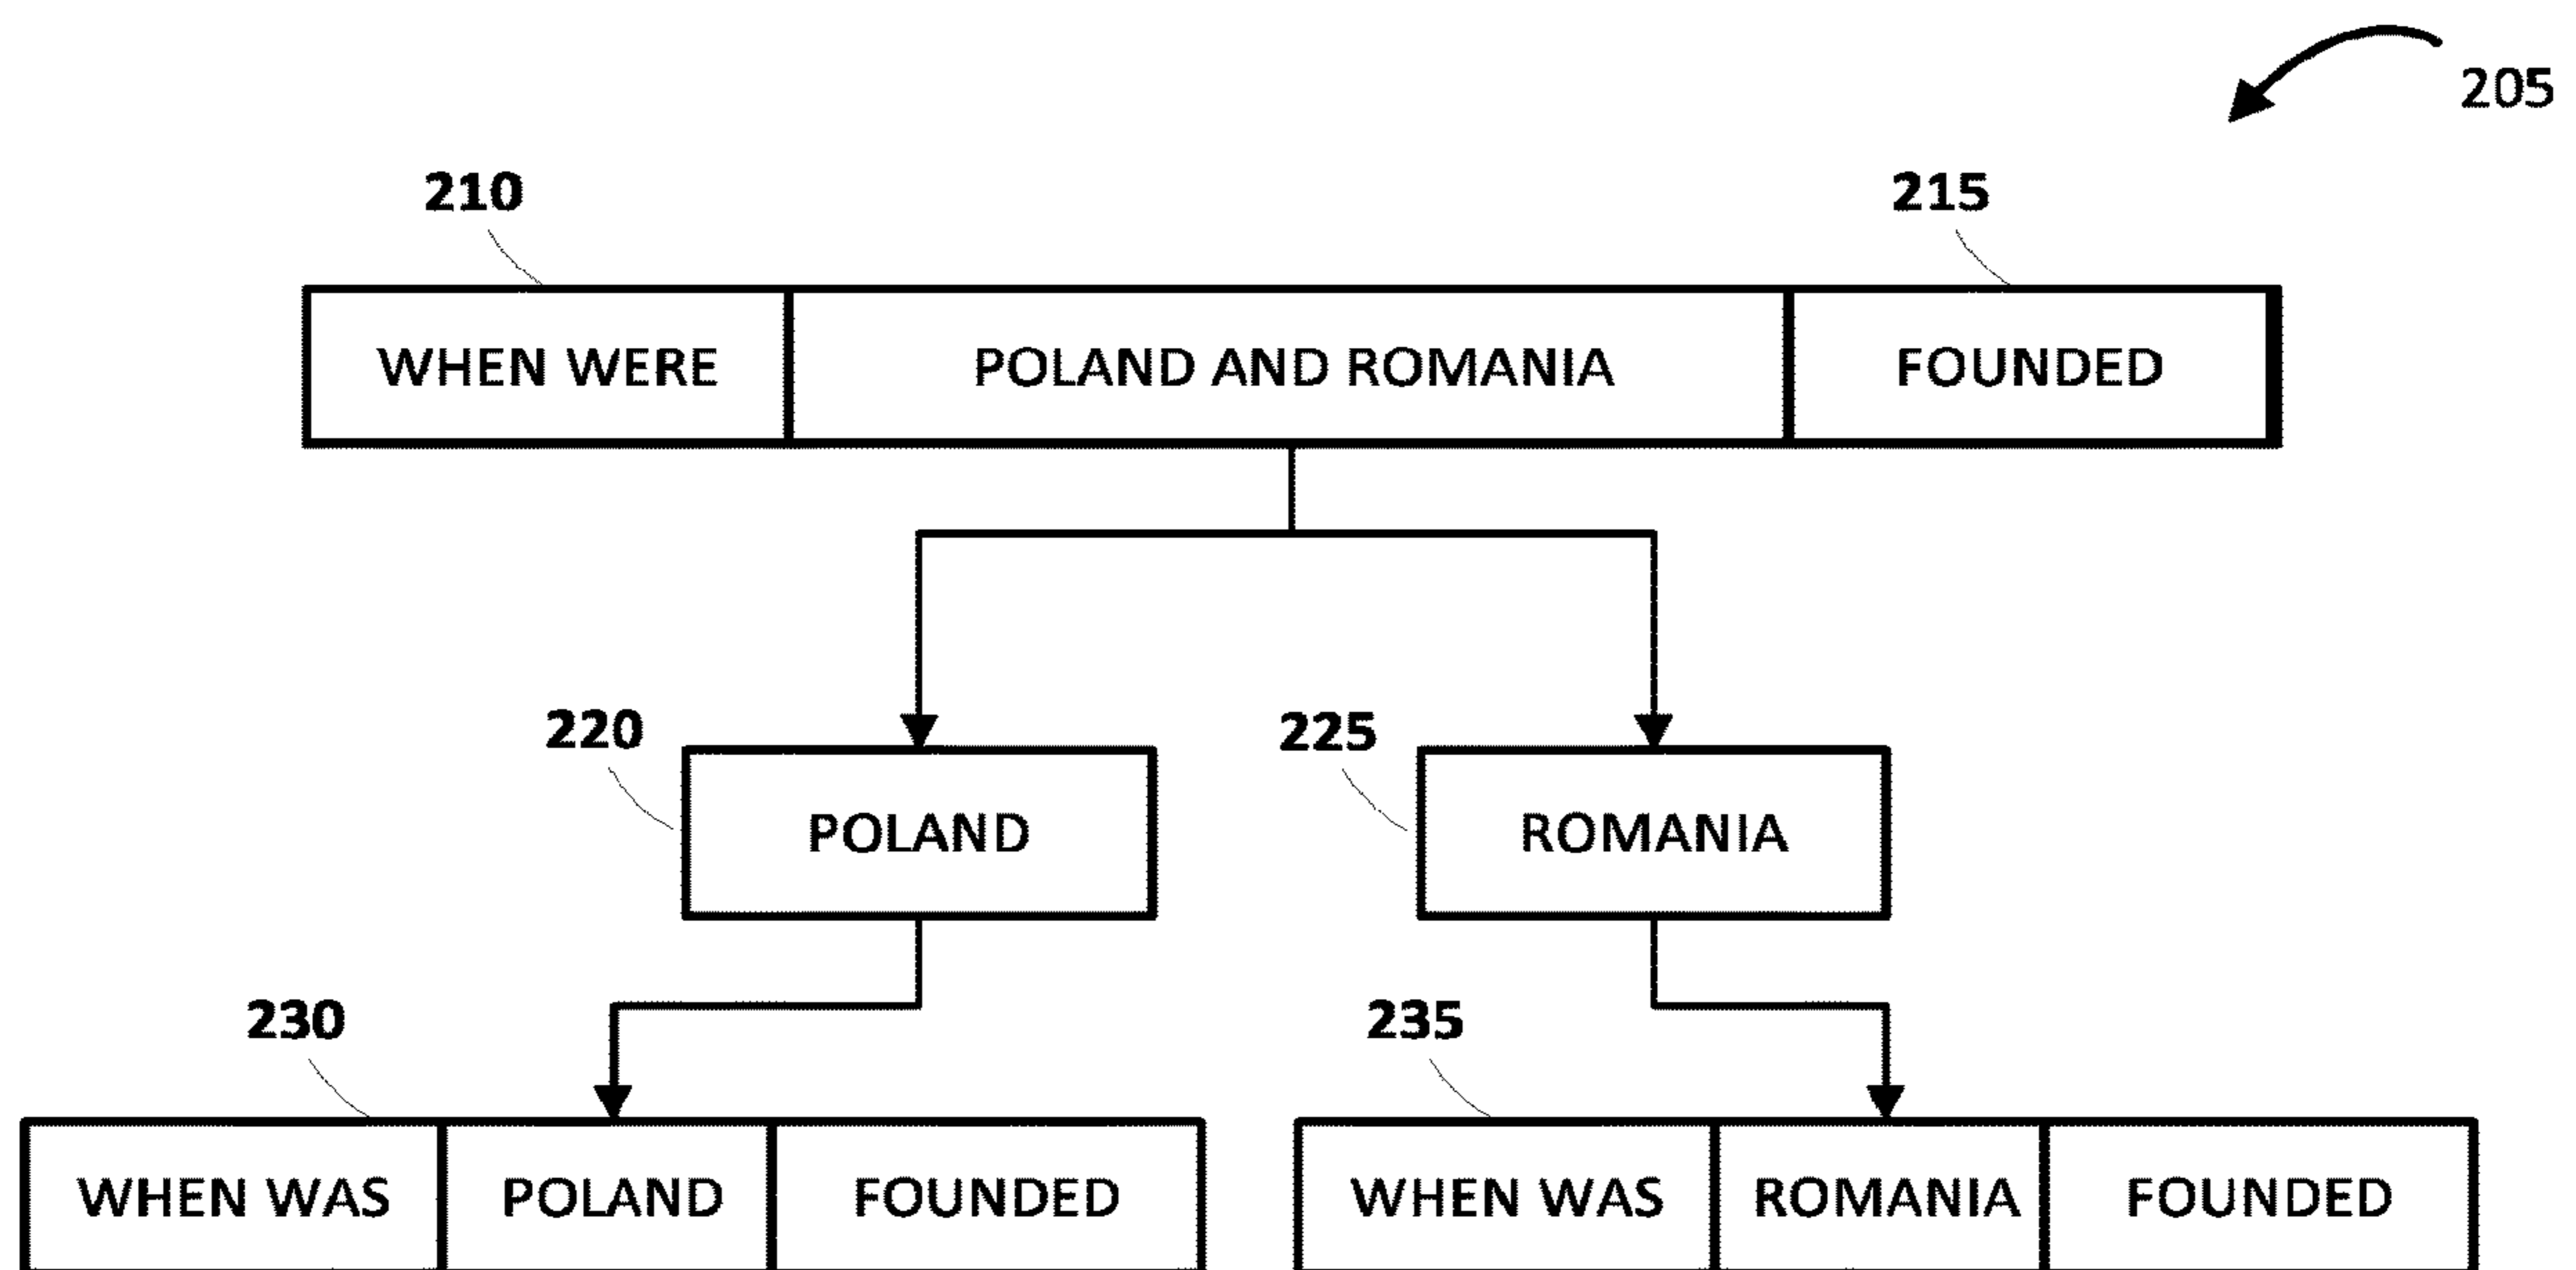 205
210 215
WHEN WERE POLAND AND ROMANIA FOUNDED
220 225
POLAND ROMANIA
230 235
WHEN WAS POLAND FOUNDED WHEN WAS ROMANIA FOUNDED